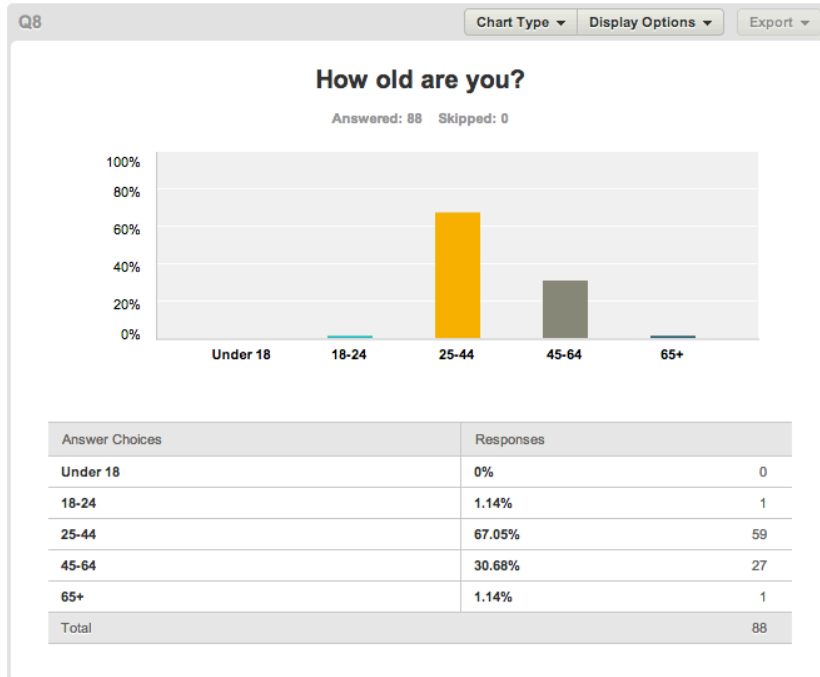 Q8 Chart Type Display Options Export
How old are you?
Answered: 88 Skipped: 0
100%
80%
60%
40%
20%
0%
Under 18 18-24 25-44 45-64 65+
Answer Choices Responses
Under 18 0% 0
18-24 1.14% 1
25-44 67.05% 59
45-64 30.68% 27
65+ 1.14% 1
Total 88